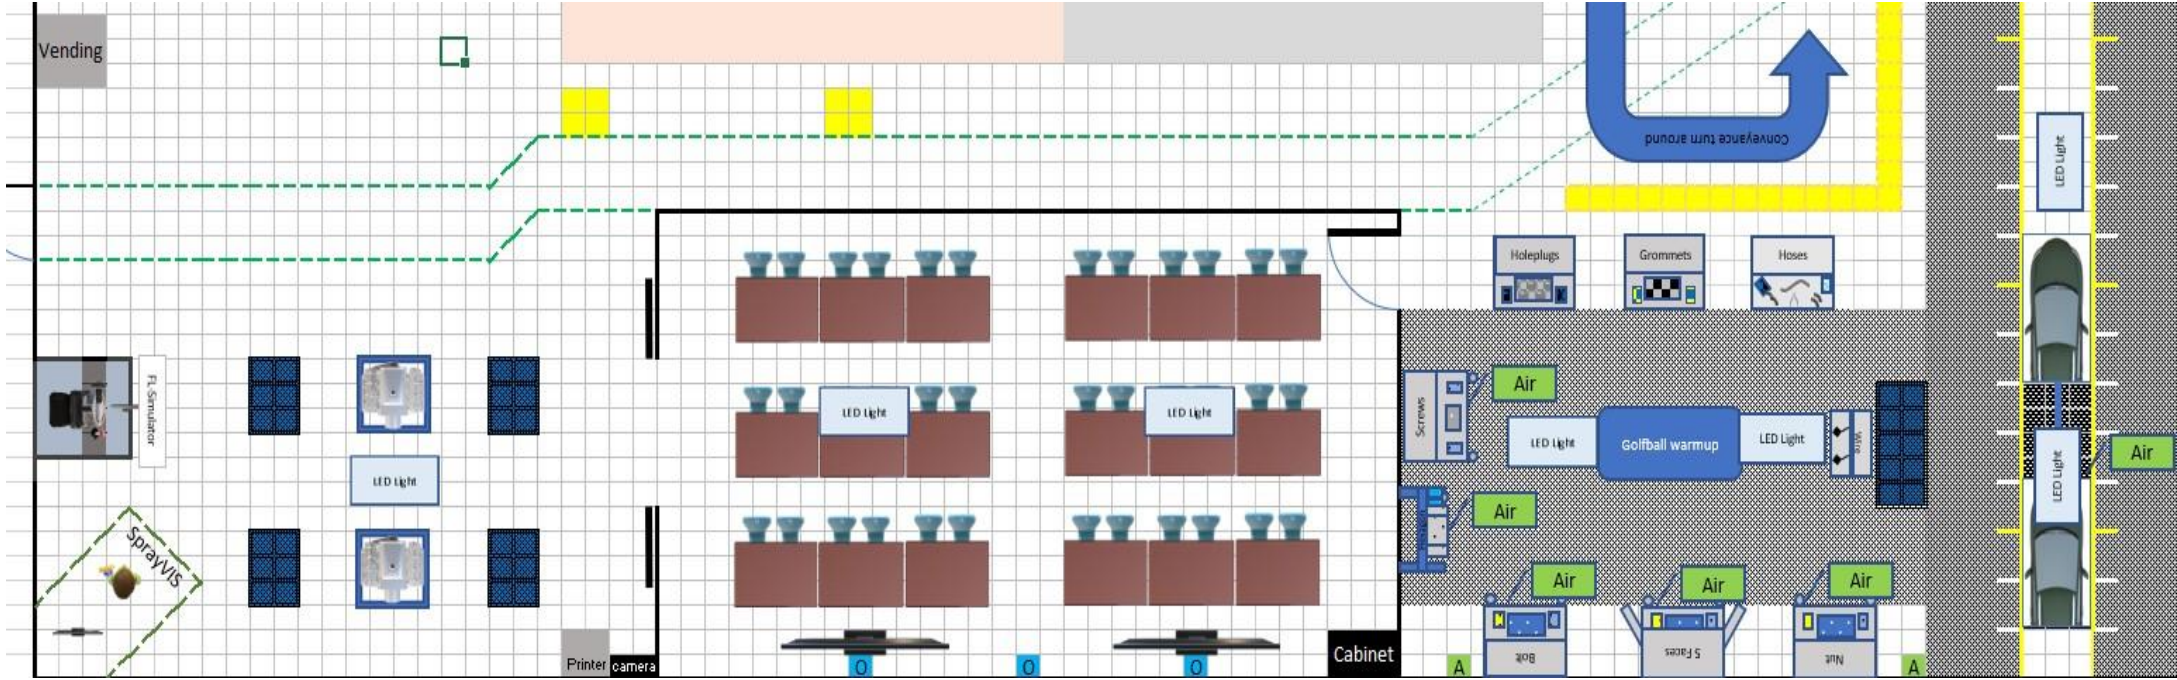 Vending
Conveyance turn around
LED Light
Holeplugs
Grommets
Hoses
FL-Simulator
Screws
Air
LED Light
LED Light
LED Light
Golfball warmup
LED Light
Air
LED Light
LED Light
Air
SprayVIS
Air
Air
Air
Printer
camera
O
O
O
Cabinet
A
Bolt
5 Faces
Nut
A